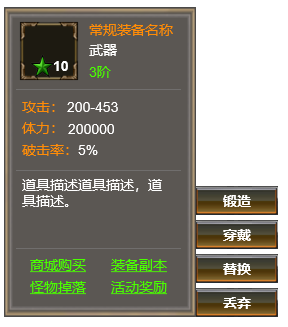 常规装备名称
武器
10
3阶
攻击：200-453
体力：200000
破击率：5%
道具描述道具描述，道
具描述。
商城购买 装备副本
怪物掉落 活动奖励
锻造
穿戴
替换
丢弃